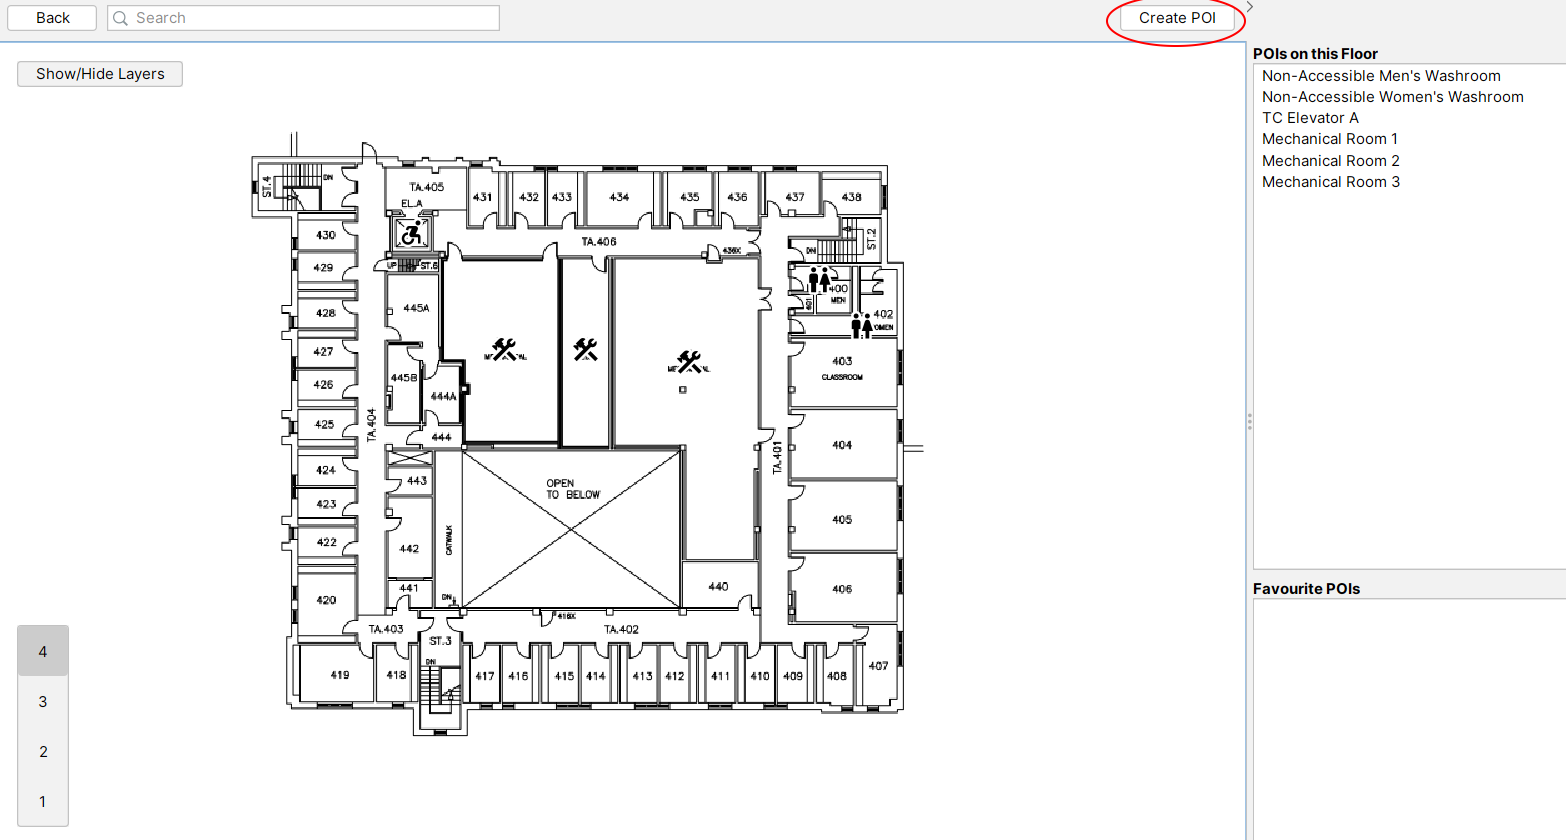 Back
Search
Create POI
Show/Hide Layers
POIs on this Floor
Non-Accessible Men's Washroom
Non-Accessible Women's Washroom
TC Elevator A
Mechanical Room 1
Mechanical Room 2
Mechanical Room 3
Favourite POIs
ST.4
DN
TA.405
431
432
433
434
435
436
437
438
EL.A
430
TA.406
436X
ST.2
DN
429
UP
ST.6
428
445A
400
MEN
401
402
427
445B
403
CLASSROOM
426
444A
425
TA.404
444
TA.401
404
424
443
OPEN
TO BELOW
423
405
422
442
CATWALK
441
DN
440
406
420
TA.403
ST.3
418X
TA.402
DN
419
418
417
416
415
414
413
412
411
410
409
408
407
4
3
2
1